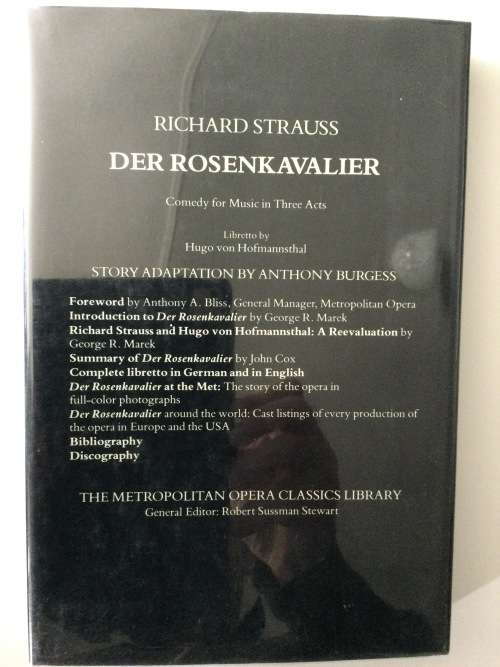 RICHARD STRAUSS
DER ROSENKAVALIER
Comedy for Music in Three Acts
Libretto by
Hugo von Hofmannsthal
STORY ADAPTATION BY ANTHONY BURGESS
Foreword by Anthony A. Bliss, General Manager, Metropolitan Opera
Introduction to Der Rosenkavalier by George R. Marek
Richard Strauss and Hugo von Hofmannsthal: A Reevaluation by
George R. Marek
Summary of Der Rosenkavalier by John Cox
Complete libretto in German and in English
Der Rosenkavalier at the Met: The story of the opera in
full-color photographs
Der Rosenkavalier around the world: Cast listings of every production of
the opera in Europe and the USA
Bibliography
Discography
THE METROPOLITAN OPERA CLASSICS LIBRARY
General Editor: Robert Sussman Stewart